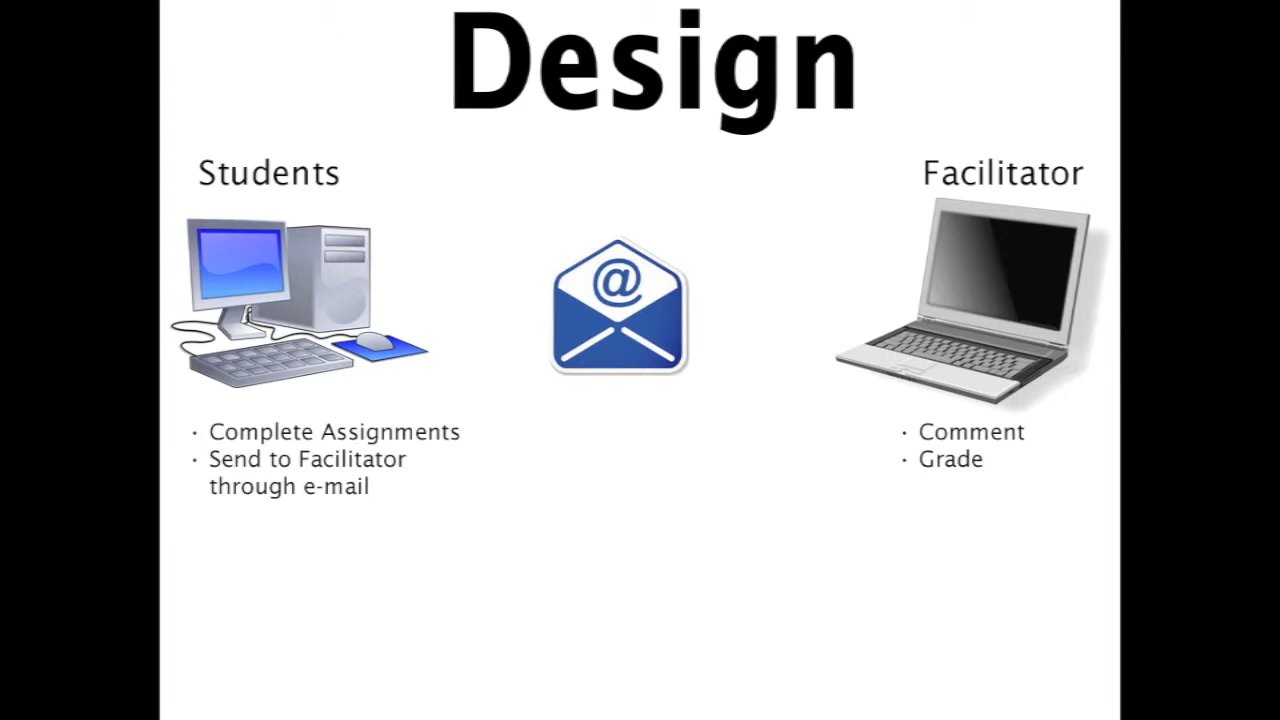 Design
Students
Facilitator
@
· Complete Assignments
· Send to Facilitator
through e-mail
· Comment
· Grade